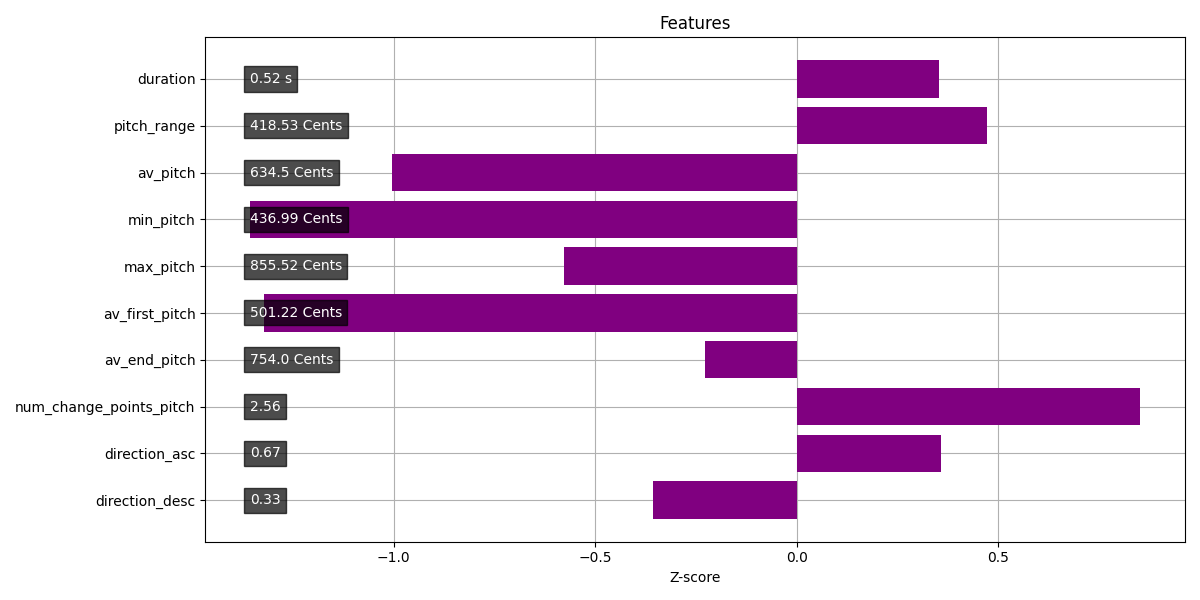 Features
duration 0.52 s
pitch_range 418.53 Cents
av_pitch 634.5 Cents
min_pitch 436.99 Cents
max_pitch 855.52 Cents
av_first_pitch 501.22 Cents
av_end_pitch 754.0 Cents
num_change_points_pitch 2.56
direction_asc 0.67
direction_desc 0.33
−1.0 −0.5 0.0 0.5
Z-score